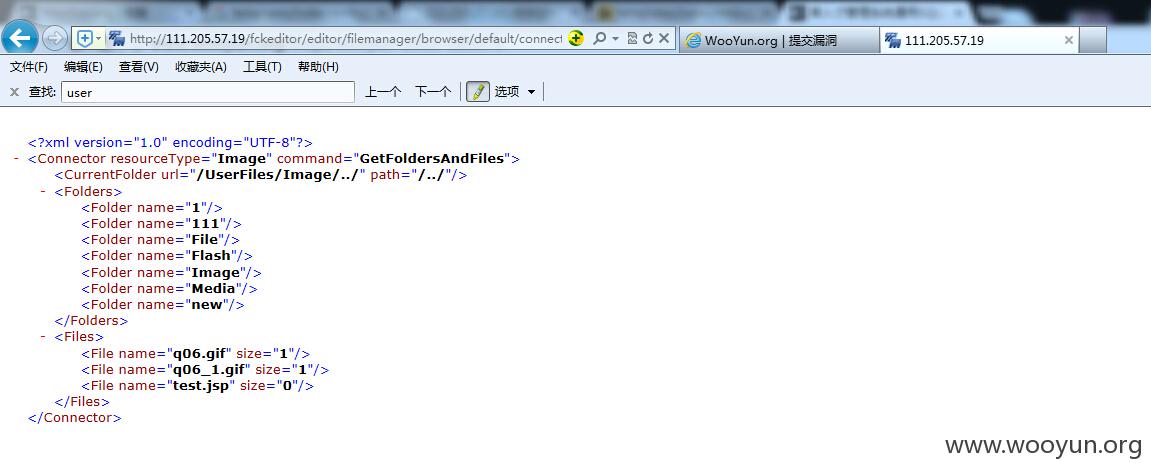 http://111.205.57.19/fckeditor/editor/filemanager/browser/default/connect
WooYun.org | 提交漏洞
111.205.57.19
文件(F) 编辑(E) 查看(V) 收藏夹(A) 工具(T) 帮助(H)
查找: user 上一个 下一个 选项
<?xml version="1.0" encoding="UTF-8"?>
- <Connector resourceType="Image" command="GetFoldersAndFiles">
<CurrentFolder url="/UserFiles/Image/../" path="/../"/>
- <Folders>
<Folder name="1"/>
<Folder name="111"/>
<Folder name="File"/>
<Folder name="Flash"/>
<Folder name="Image"/>
<Folder name="Media"/>
<Folder name="new"/>
</Folders>
- <Files>
<File name="q06.gif" size="1"/>
<File name="q06_1.gif" size="1"/>
<File name="test.jsp" size="0"/>
</Files>
</Connector>
www.wooyun.org